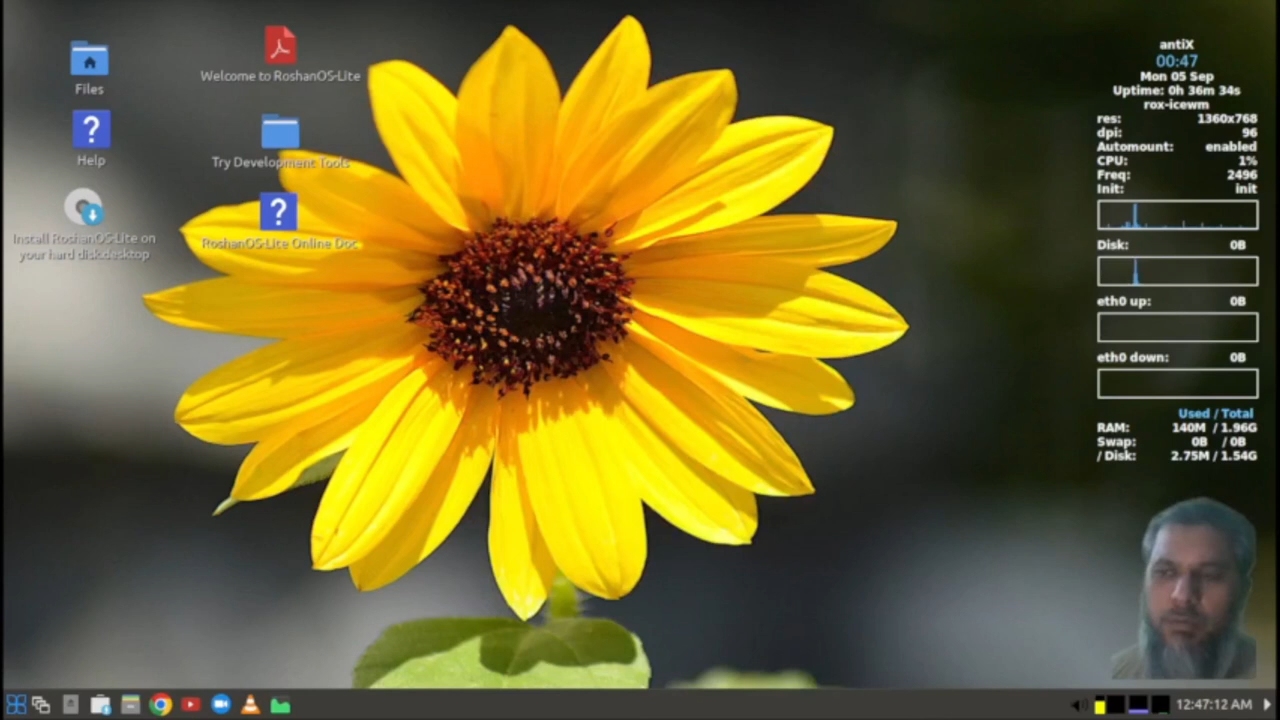 Files
Help
Install RoshanOS-Lite on
your hard disk.desktop
Welcome to RoshanOS-Lite
Try Development Tools
RoshanOS-Lite Online Doc
antiX
00:47
Mon 05 Sep
Uptime: 0h 36m 34s
rox-icewm
res: 1360x768
dpi: 96
Automount: enabled
CPU: 1%
Freq: 2496
Init: init
Disk: 0B
eth0 up: 0B
eth0 down: 0B
Used / Total
RAM: 140M / 1.96G
Swap: 0B / 0B
/ Disk: 2.75M / 1.54G
12:47:12 AM